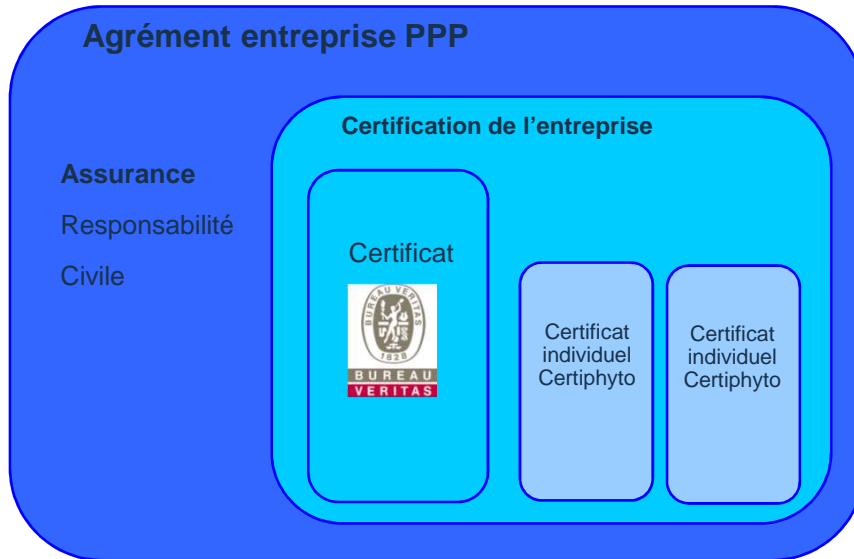 Agrément entreprise PPP
Certification de l'entreprise
Assurance
Responsabilité
Civile
Certificat
BUREAU VERITAS
1828
BUREAU
VERITAS
Certificat
individuel
Certiphyto
Certificat
individuel
Certiphyto